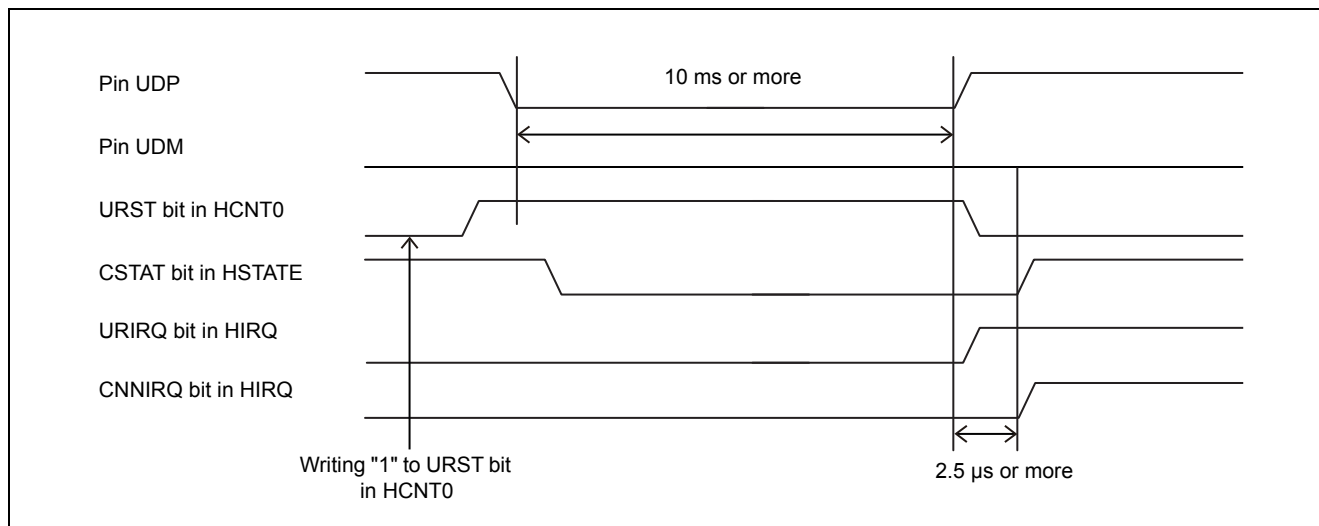 Pin UDP
10 ms or more
Pin UDM
URST bit in HCNT0
CSTAT bit in HSTATE
URIRQ bit in HIRQ
CNNIRQ bit in HIRQ
Writing "1" to URST bit
in HCNT0
2.5 µs or more